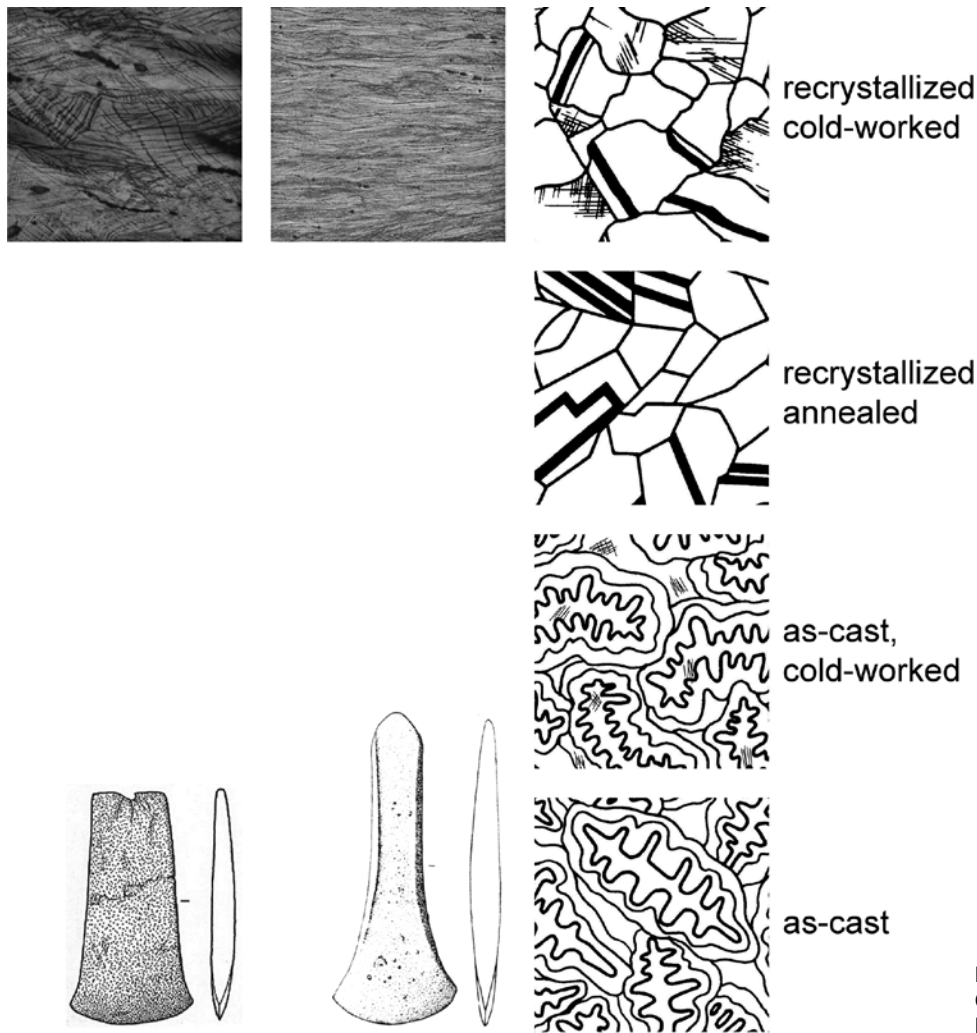 recrystallized
cold-worked
recrystallized
annealed
as-cast,
cold-worked
as-cast